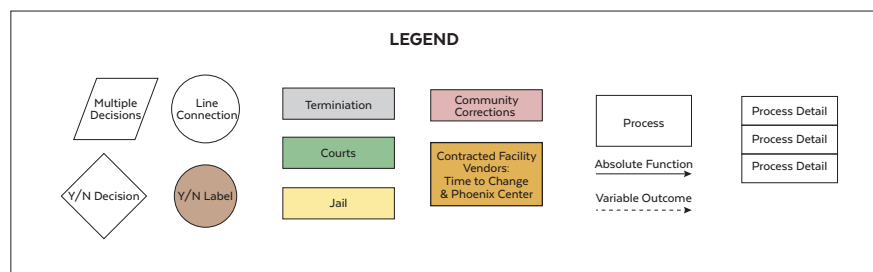 LEGEND
Multiple
Decisions
Line
Connection
Terminiation
Community
Corrections
Process
Process Detail
Process Detail
Process Detail
Courts
Contracted Facility
Vendors:
Time to Change
& Phoenix Center
Absolute Function
Y/N Decision
Y/N Label
Jail
Variable Outcome